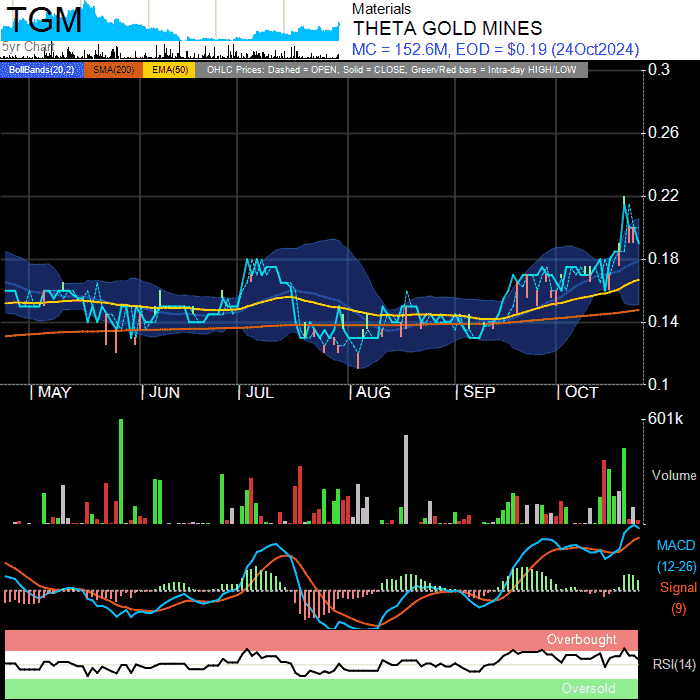 TGM
5yr Chart
Materials
THETA GOLD MINES
MC = 152.6M, EOD = $0.19 (24Oct2024)
BollBands(20,2) SMA(200) EMA(50) OHLC Prices: Dashed = OPEN, Solid = CLOSE, Green/Red bars = Intra-day HIGH/LOW
0.3
0.26
0.22
0.18
0.14
0.1
| MAY | JUN | JUL | AUG | SEP | OCT
601k
Volume
MACD
(12-26)
Signal
(9)
Overbought
RSI(14)
Oversold